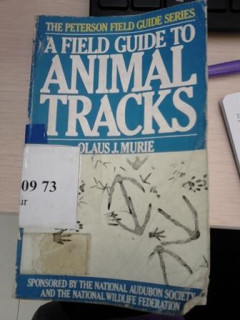 THE PETERSON FIELD GUIDE SERIES
A FIELD GUIDE TO
ANIMAL
TRACKS
OLAUS J. MURIE
09 73
ur
SPONSORED BY THE NATIONAL AUDUBON SOCIETY
AND THE NATIONAL WILDLIFE FEDERATION